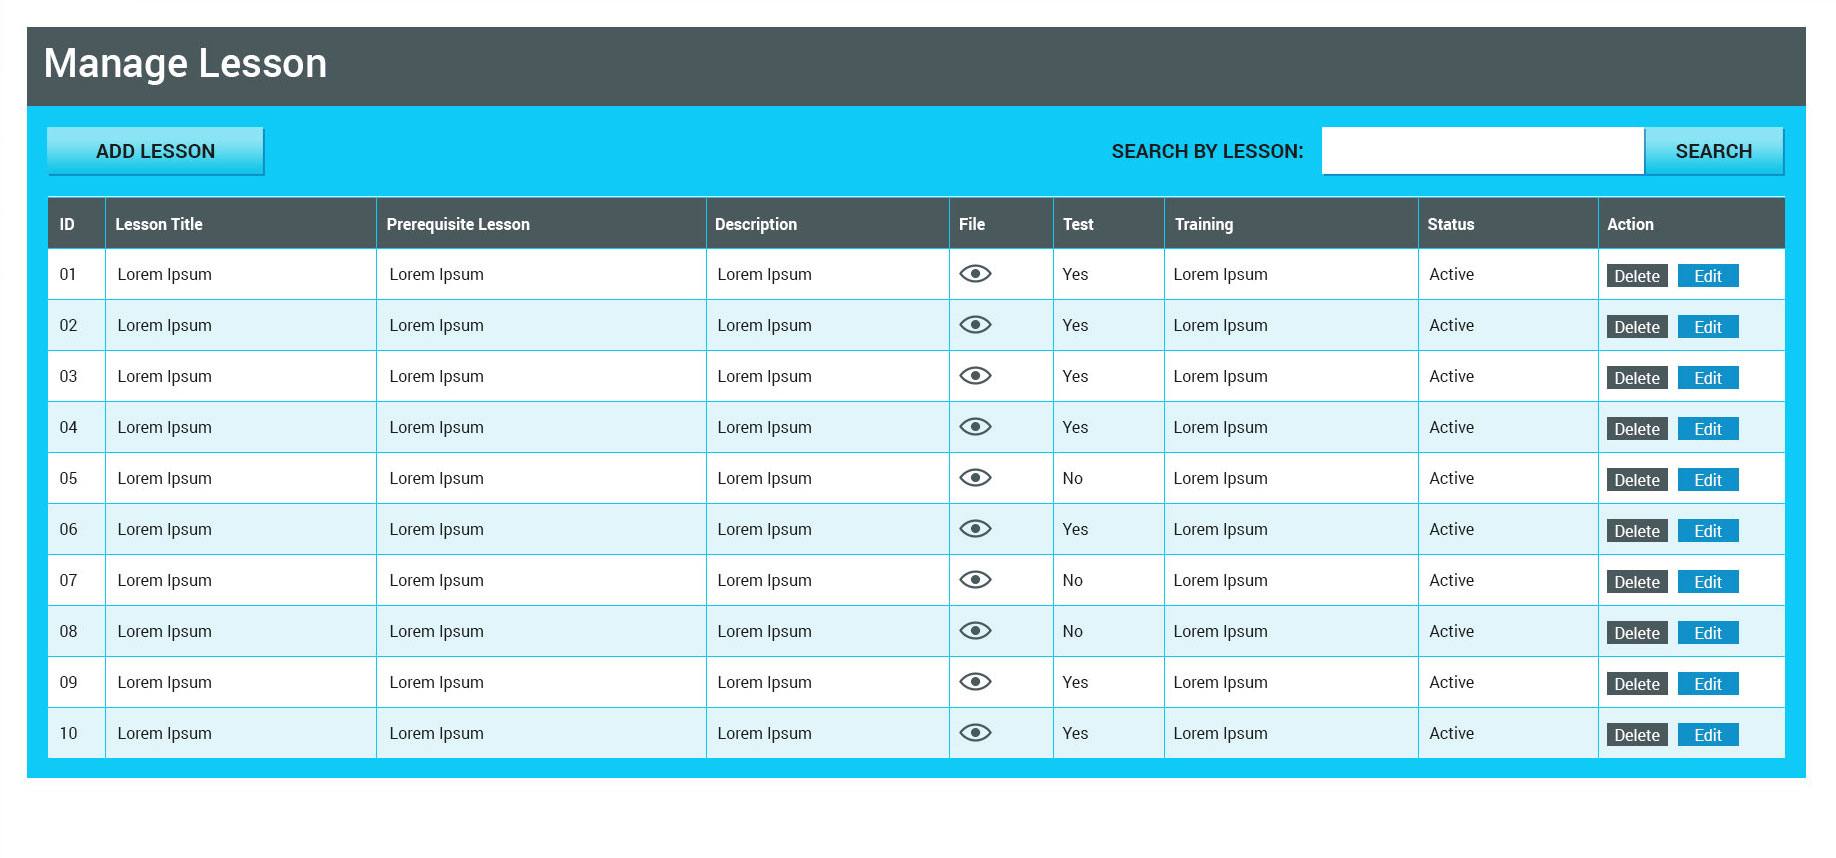 Manage Lesson
ADD LESSON SEARCH BY LESSON: SEARCH
ID Lesson Title Prerequisite Lesson Description File Test Training Status Action
01 Lorem Ipsum Lorem Ipsum Lorem Ipsum Yes Lorem Ipsum Active Delete Edit
02 Lorem Ipsum Lorem Ipsum Lorem Ipsum Yes Lorem Ipsum Active Delete Edit
03 Lorem Ipsum Lorem Ipsum Lorem Ipsum Yes Lorem Ipsum Active Delete Edit
04 Lorem Ipsum Lorem Ipsum Lorem Ipsum Yes Lorem Ipsum Active Delete Edit
05 Lorem Ipsum Lorem Ipsum Lorem Ipsum No Lorem Ipsum Active Delete Edit
06 Lorem Ipsum Lorem Ipsum Lorem Ipsum Yes Lorem Ipsum Active Delete Edit
07 Lorem Ipsum Lorem Ipsum Lorem Ipsum No Lorem Ipsum Active Delete Edit
08 Lorem Ipsum Lorem Ipsum Lorem Ipsum No Lorem Ipsum Active Delete Edit
09 Lorem Ipsum Lorem Ipsum Lorem Ipsum Yes Lorem Ipsum Active Delete Edit
10 Lorem Ipsum Lorem Ipsum Lorem Ipsum Yes Lorem Ipsum Active Delete Edit